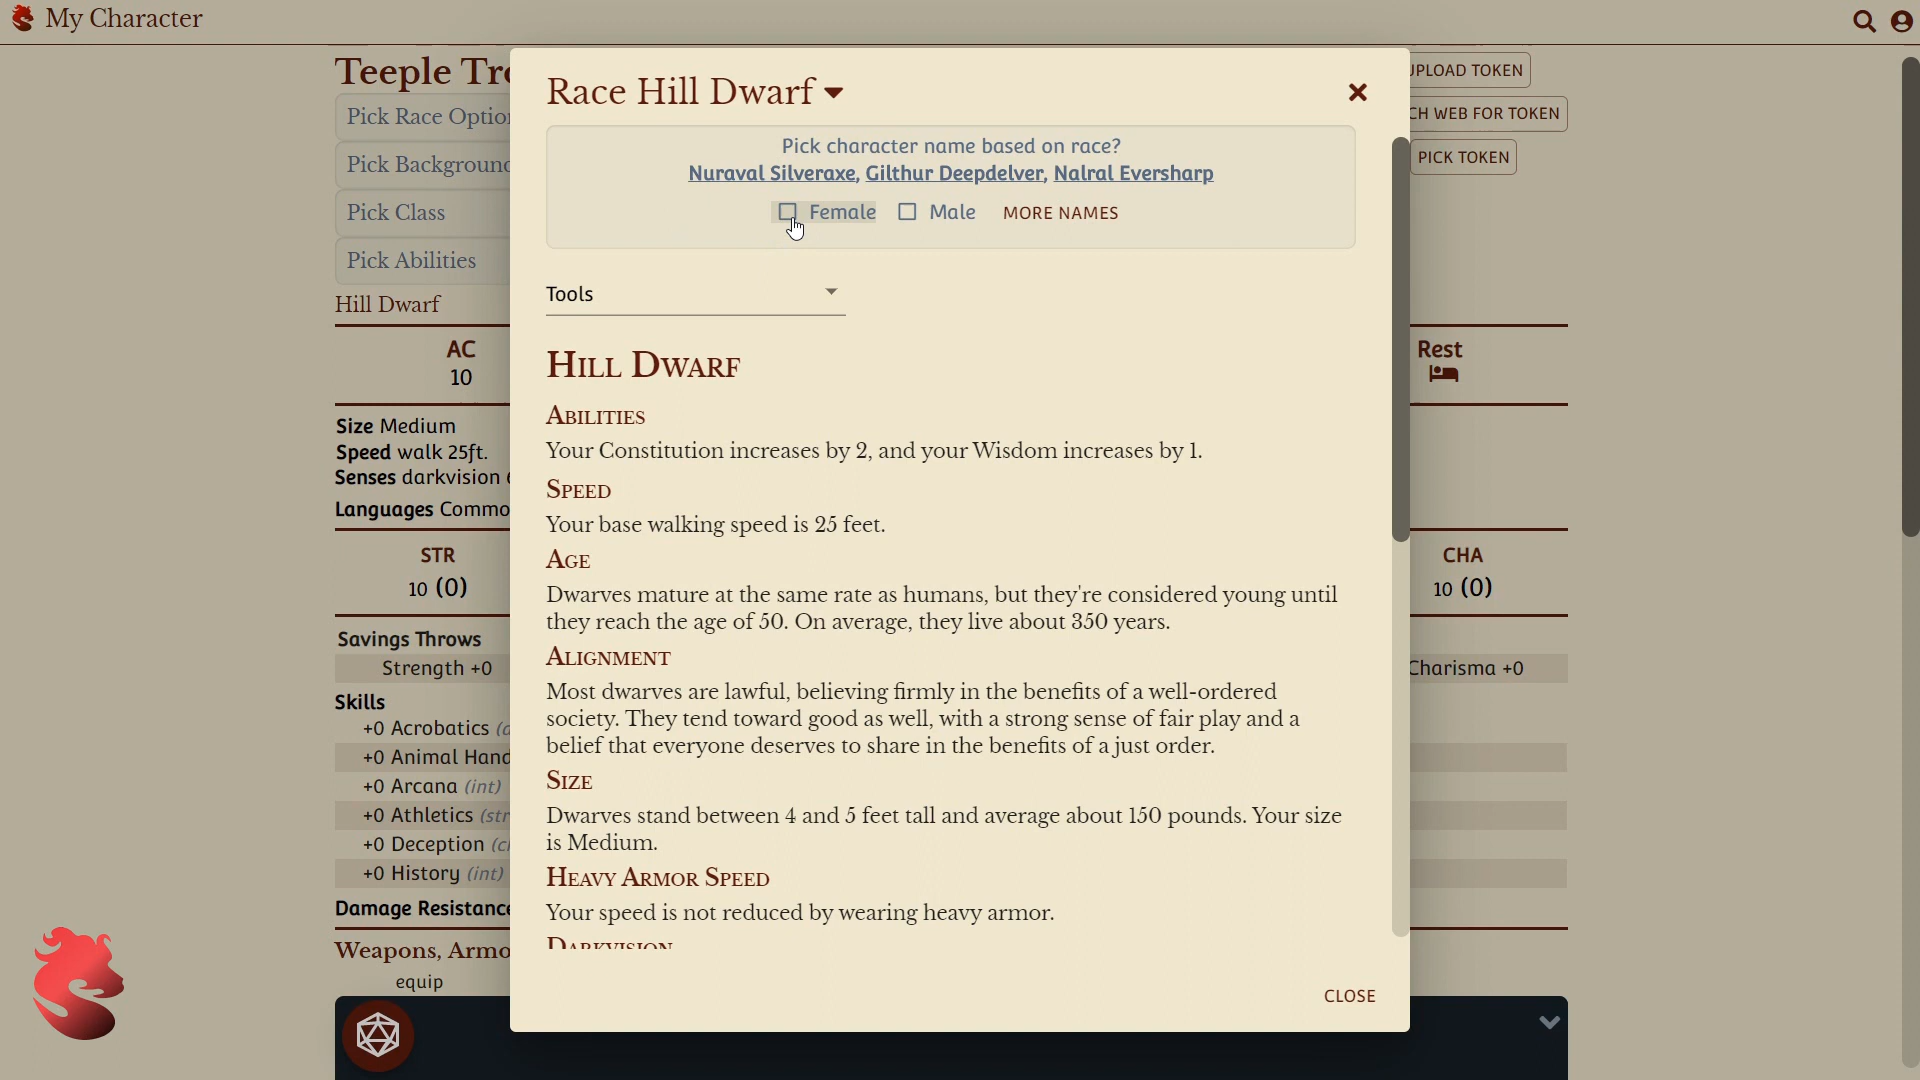 My Character
Teeple
Pick Race
Pick Background
Pick Class
Pick Abilities
Hill Dwarf
AC
10
Size Medium
Speed walk 25ft.
Senses darkvision
Languages
STR
10 (0)
Savings Throws
Strength +0
Skills
+0 Acrobatics
+0 Animal
+0 Arcana (int)
+0 Athletics
+0 Deception
+0 History (int)
Damage
Weapons,
equip
Race Hill Dwarf
Pick character name based on race?
Nuraval Silveraxe, Gilthur Deepdelver, Nalral Eversharp
Female Male MORE NAMES
Tools
HILL DWARF
ABILITIES
Your Constitution increases by 2, and your Wisdom increases by 1.
SPEED
Your base walking speed is 25 feet.
AGE
Dwarves mature at the same rate as humans, but they're considered young until
they reach the age of 50. On average, they live about 350 years.
ALIGNMENT
Most dwarves are lawful, believing firmly in the benefits of a well-ordered
society. They tend toward good as well, with a strong sense of fair play and a
belief that everyone deserves to share in the benefits of a just order.
SIZE
Dwarves stand between 4 and 5 feet tall and average about 150 pounds. Your size
is Medium.
HEAVY ARMOR SPEED
Your speed is not reduced by wearing heavy armor.
DARKVISION
CLOSE
TOKEN
WEB FOR TOKEN
PICK TOKEN
Rest
CHA
10 (0)
Charisma +0